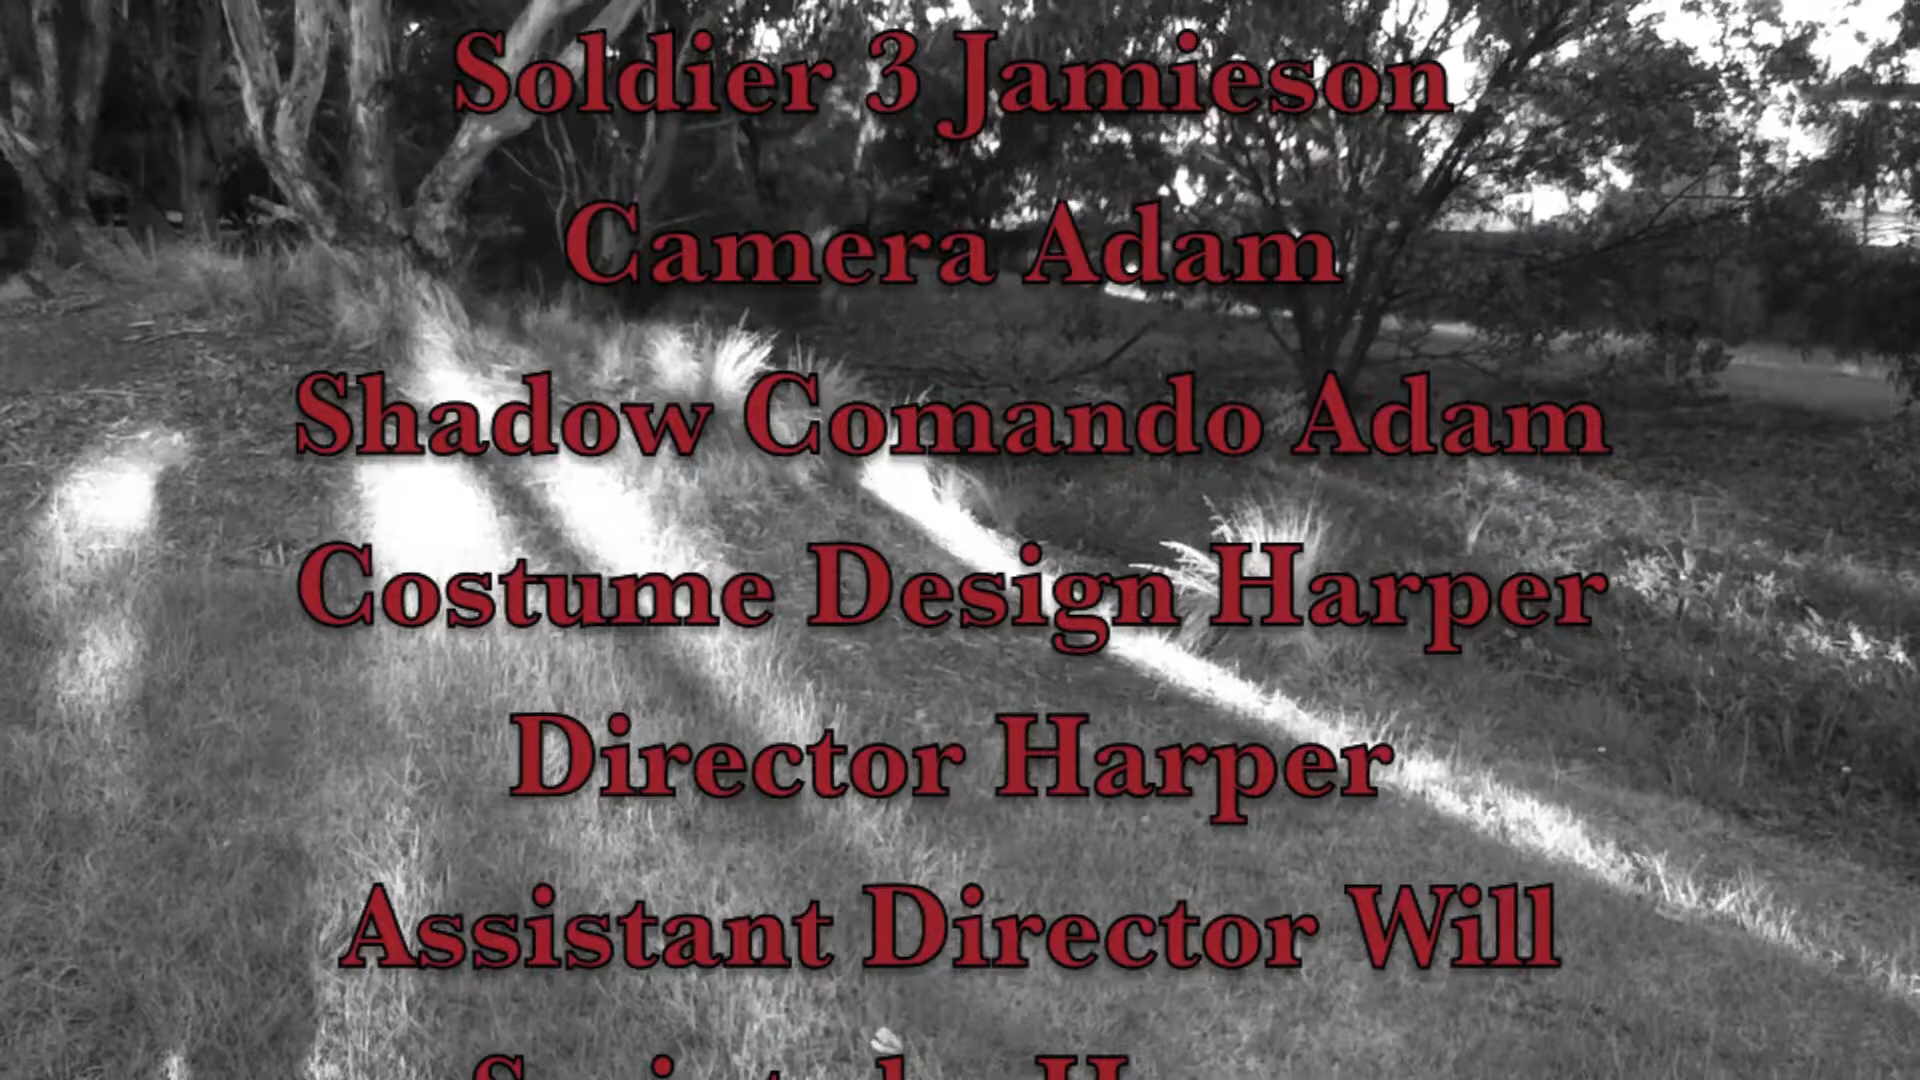 Soldier 3 Jamieson
Camera Adam
Shadow Comando Adam
Costume Design Harper
Director Harper
Assistant Director Will